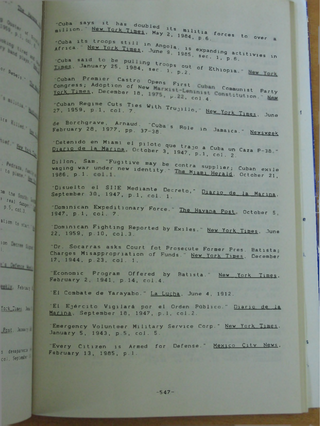 "Cuba says it has doubled its militia forces to over a
million." New York Times, May 2, 1984, p.6.
"Cuba, its troops still in Angola, is expanding activities in
Africa." New York Times, June 5, 1985, sec. 1, p.6.
"Cuba said to be pulling troops out of Ethiopia." New York
Times, January 25, 1984, sec. 1, p.2.
"Cuban Premier Castro Opens First Cuban Communist Party
Congress; Adoption of New Marxist-Leninist Constitution." New
York Times, December 18, 1975, col 4
"Cuban Regime Cuts Ties With Trujillo." New York Times, June
27, 1959, p.1, col. 7.
de Borchgrave, Arnaud. "Cuba's Role in Jamaica." Newsweek
February 28, 1977, pp. 37-38
"Detenido en Miami el piloto que trajo a Cuba un Caza P-38."
Diario de la Marina, October 3, 1947, p.1, col. 2.
Dillon, Sam. "Fugitive may be contra supplier; Cuban exile
waging war under new identity." The Miami Herald, October 21,
1986, p.1, col.1.
"Disuelto el SIIE Mediante Decreto," Diario de la Marina,
September 30, 1947, p.1, col. 1.
"Dominican Expeditionary Force." The Havana Post, October 5,
1947, p.1, col. 7
"Dominican Fighting Reported by Exiles." New York Times, June
22, 1959, p.10, col.3.
"Dr. Socarras asks Court for Prosecute Former Pres. Batista;
Charges Misappropriation of Funds." New York Times, December
17, 1944, p.23, col. 1.
"Economic Program Offered by Batista." New York Times,
February 2, 1941, p.14, col.4.
"El Combate de Yarayabo." La Lucha, June 4, 1912.
"El Ejército Vigilará por el Orden Público." Diario de la
Marina, September 18, 1947, p.1, col.2.
"Emergency Volunteer Military Service Corp." New York Times,
January 5, 1943, p.5, col. 5.
"Every Citizen is Armed for Defense." Mexico City News,
February 13, 1985, p.1.
-547-